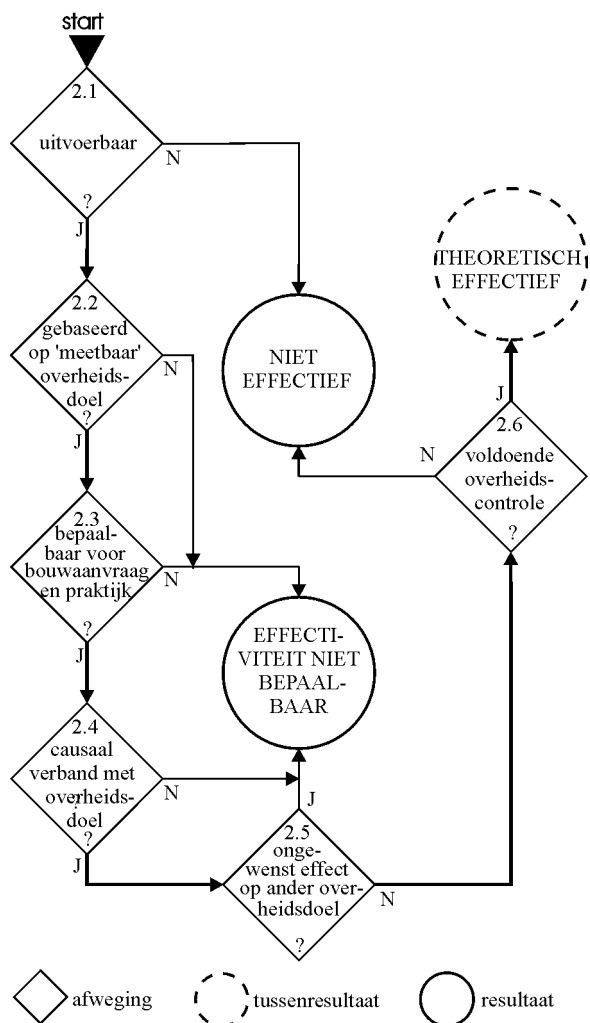 start
2.1
uitvoerbaar
N
?
J
THEORETISCH
EFFECTIEF
2.2
gebaseerd
op 'meetbaar'
overheids-
doel
?
N
J
NIET
EFFECTIEF
J
2.6
N
voldoende
overheids-
controle
?
2.3
bepaal-
baar voor
bouwaanvraag
en praktijk
N
?
J
EFFECTI-
VITEIT NIET
BEPAAL-
BAAR
2.4
causaal
verband met
overheids-
?
doel
?
N
J
J
2.5
onge-
wenst effect
op ander over-
heidsdoel
?
N
afweging
tussenresultaat
resultaat